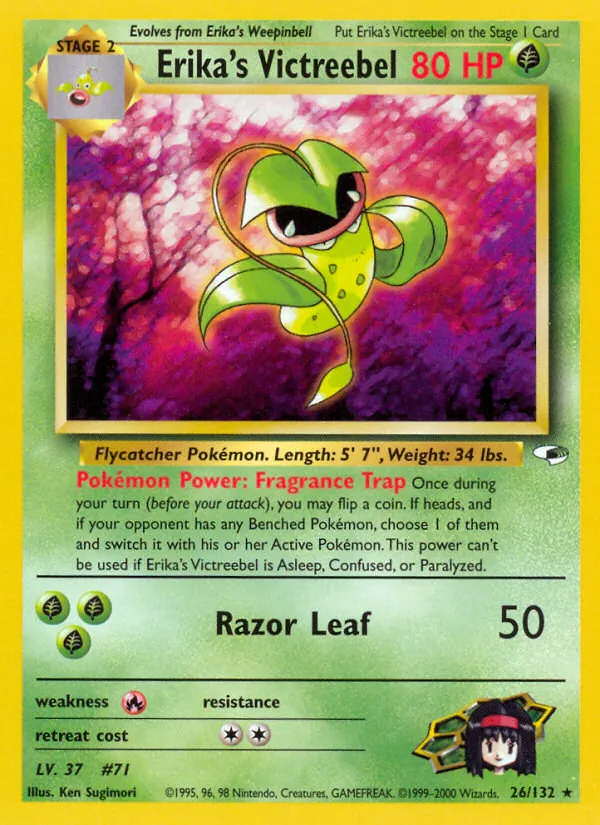 Evolves from Erika's Weepinbell Put Erika's Victreebel on the Stage 1 Card
STAGE 2
Erika's Victreebel 80 HP
Flycatcher Pokémon. Length: 5' 7", Weight: 34 lbs.
Pokémon Power: Fragrance Trap Once during
your turn (before your attack), you may flip a coin. If heads, and
if your opponent has any Benched Pokémon, choose 1 of them
and switch it with his or her Active Pokémon. This power can't
be used if Erika's Victreebel is Asleep, Confused, or Paralyzed.
Razor Leaf 50
weakness resistance
retreat cost
LV. 37 #71
Illus. Ken Sugimori ©1995, 96, 98 Nintendo, Creatures, GAMEFREAK. ©1999-2000 Wizards. 26/132 ★